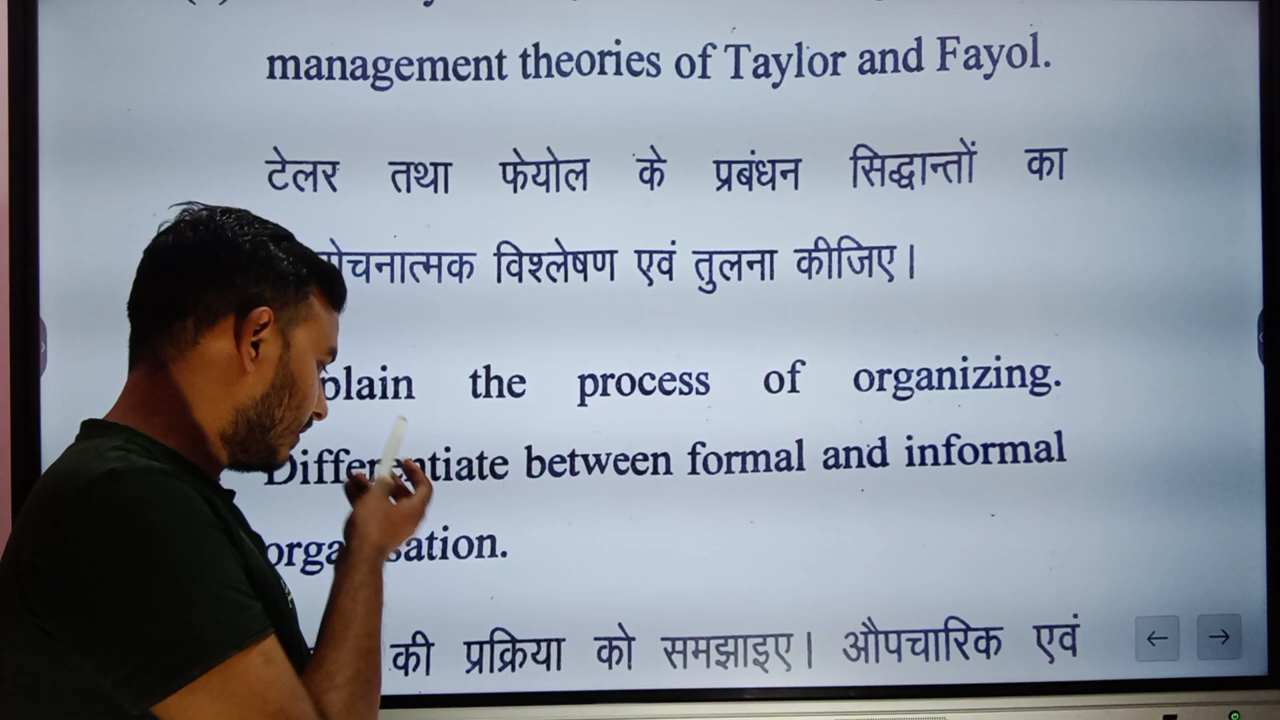 management theories of Taylor and Fayol.
टेलर तथा फेयोल के प्रबंधन सिद्धान्तों का
विश्लेषण एवं तुलना कीजिए।
the process of organizing.
Differentiate between formal and informal
की प्रक्रिया को समझाइए। औपचारिक एवं